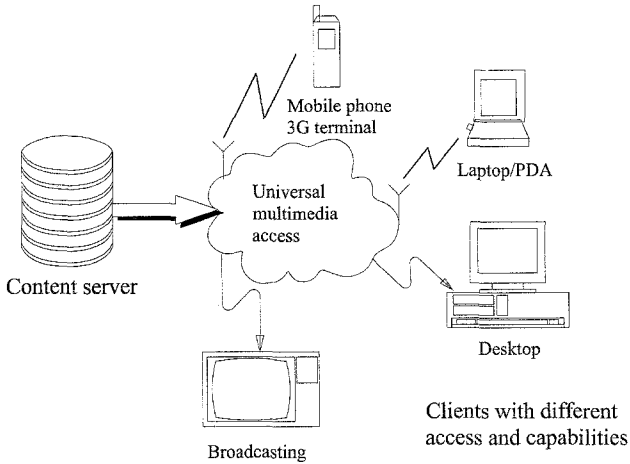 Mobile phone
3G terminal
Laptop/PDA
Universal
multimedia
access
Content server
Desktop
Broadcasting
Clients with different
access and capabilities